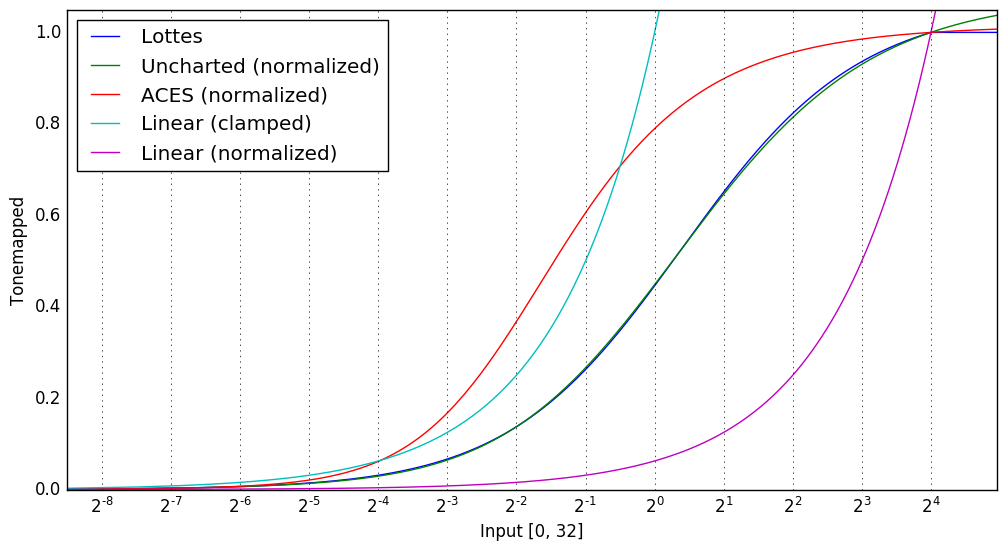 Lottes
Uncharted (normalized)
ACES (normalized)
Linear (clamped)
Linear (normalized)
Tonemapped
1.0
0.8
0.6
0.4
0.2
0.0
2⁻⁸ 2⁻⁷ 2⁻⁶ 2⁻⁵ 2⁻⁴ 2⁻³ 2⁻² 2⁻¹ 2⁰ 2¹ 2² 2³ 2⁴
Input [0, 32]